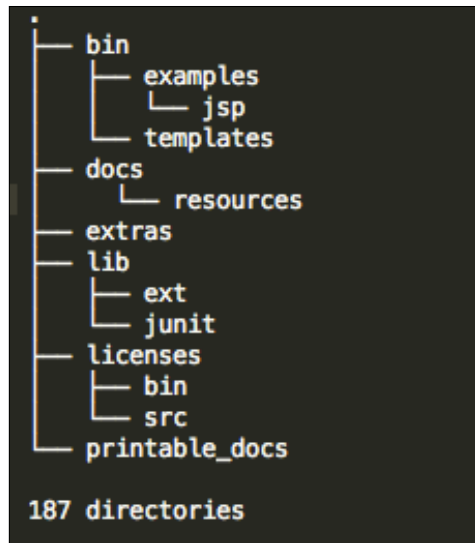 .
├── bin
│   ├── examples
│   │   └── jsp
│   └── templates
├── docs
│       └── resources
├── extras
├── lib
│   ├── ext
│   └── junit
├── licenses
│   ├── bin
│   └── src
└── printable_docs
187 directories